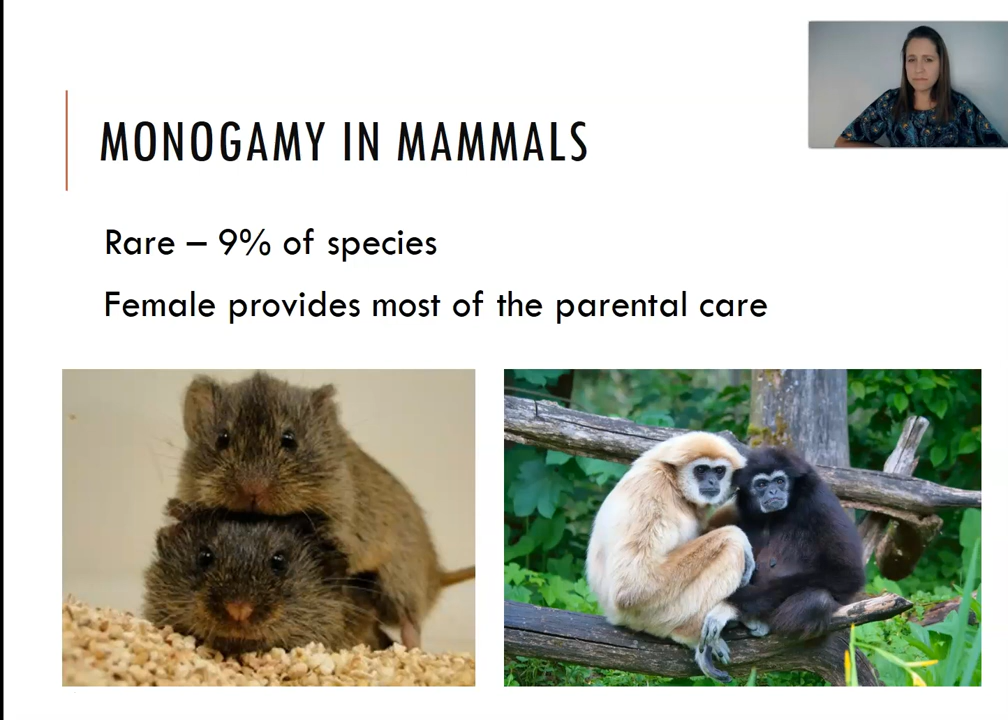 MONOGAMY IN MAMMALS
Rare – 9% of species
Female provides most of the parental care